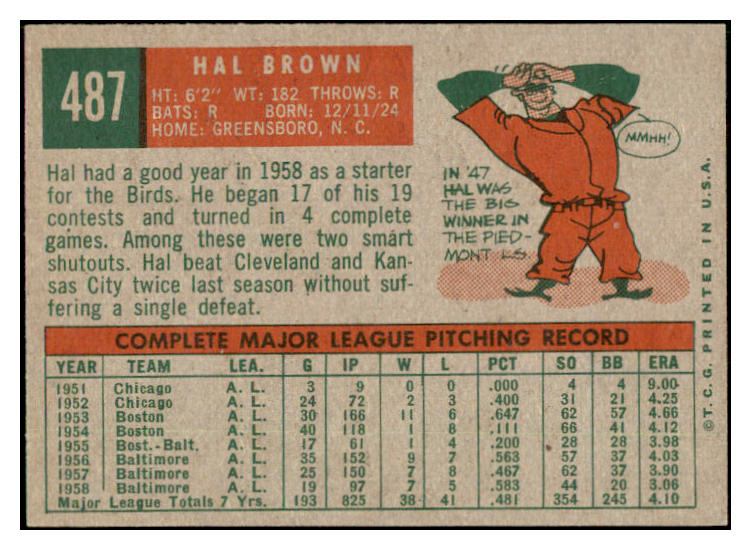 487
HAL BROWN
HT: 6'2" WT: 182 THROWS: R
BATS: R BORN: 12/11/24
HOME: GREENSBORO, N. C.
Hal had a good year in 1958 as a starter
for the Birds. He began 17 of his 19
contests and turned in 4 complete
games. Among these were two smart
shutouts. Hal beat Cleveland and Kan-
sas City twice last season without suf-
fering a single defeat.
IN '47
HAL WAS
THE BIG
WINNER IN
THE PIED-
MONT LS.
MMHH!
COMPLETE MAJOR LEAGUE PITCHING RECORD
YEAR TEAM LEA. G IP W L PCT SO BB ERA
1951 Chicago A. L. 3 9 0 0 .000 4 4 9.00
1952 Chicago A. L. 24 72 2 3 .400 31 21 4.25
1953 Boston A. L. 30 166 11 6 .647 62 57 4.66
1954 Boston A. L. 40 118 1 8 .111 66 41 4.12
1955 Bost.-Balt. A. L. 17 61 1 4 .200 28 28 3.98
1956 Baltimore A. L. 35 152 9 7 .563 57 37 4.03
1957 Baltimore A. L. 25 150 7 8 .467 62 37 3.90
1958 Baltimore A. L. 19 97 7 5 .583 44 20 3.06
Major League Totals 7 Yrs. 193 825 38 41 .481 354 245 4.10
© T.C.G. PRINTED IN U.S.A.